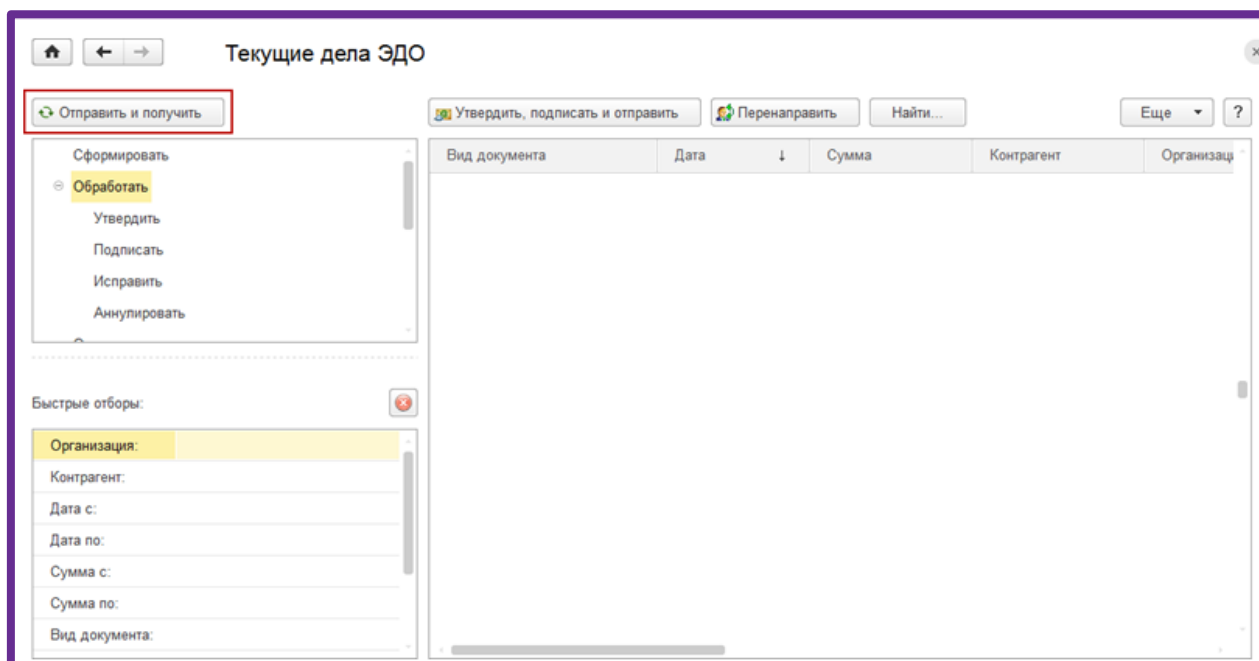 Текущие дела ЭДО
Отправить и получить
Утвердить, подписать и отправить
Перенаправить
Найти...
Еще
?
Сформировать
Обработать
Утвердить
Подписать
Исправить
Аннулировать
Вид документа
Дата
Сумма
Контрагент
Организаци
Быстрые отборы:
Организация:
Контрагент:
Дата с:
Дата по:
Сумма с:
Сумма по:
Вид документа: